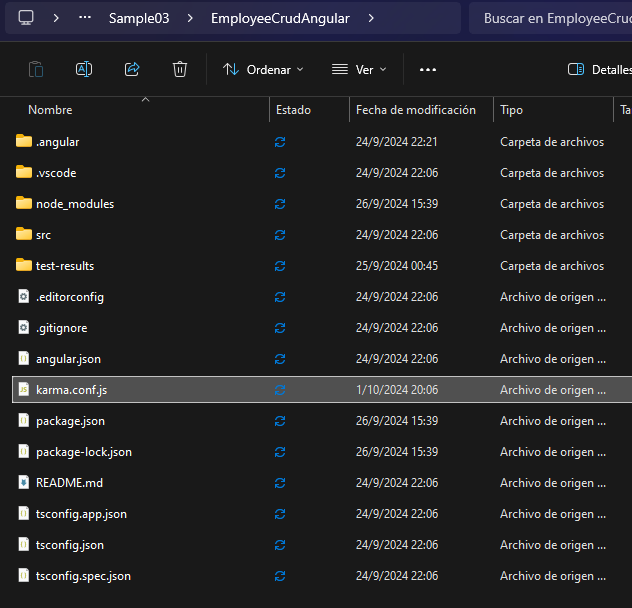 Sample03 EmployeeCrudAngular Buscar en EmployeeCru
Ordenar Ver Detalles
Nombre Estado Fecha de modificación Tipo Ta
.angular 24/9/2024 22:21 Carpeta de archivos
.vscode 24/9/2024 22:06 Carpeta de archivos
node_modules 26/9/2024 15:39 Carpeta de archivos
src 24/9/2024 22:06 Carpeta de archivos
test-results 25/9/2024 00:45 Carpeta de archivos
.editorconfig 24/9/2024 22:06 Archivo de origen ...
.gitignore 24/9/2024 22:06 Archivo de origen ...
angular.json 24/9/2024 22:06 Archivo de origen ...
karma.conf.js 1/10/2024 20:06 Archivo de origen ...
package.json 26/9/2024 15:39 Archivo de origen ...
package-lock.json 26/9/2024 15:39 Archivo de origen ...
README.md 24/9/2024 22:06 Archivo de origen ...
tsconfig.app.json 24/9/2024 22:06 Archivo de origen ...
tsconfig.json 24/9/2024 22:06 Archivo de origen ...
tsconfig.spec.json 24/9/2024 22:06 Archivo de origen ...